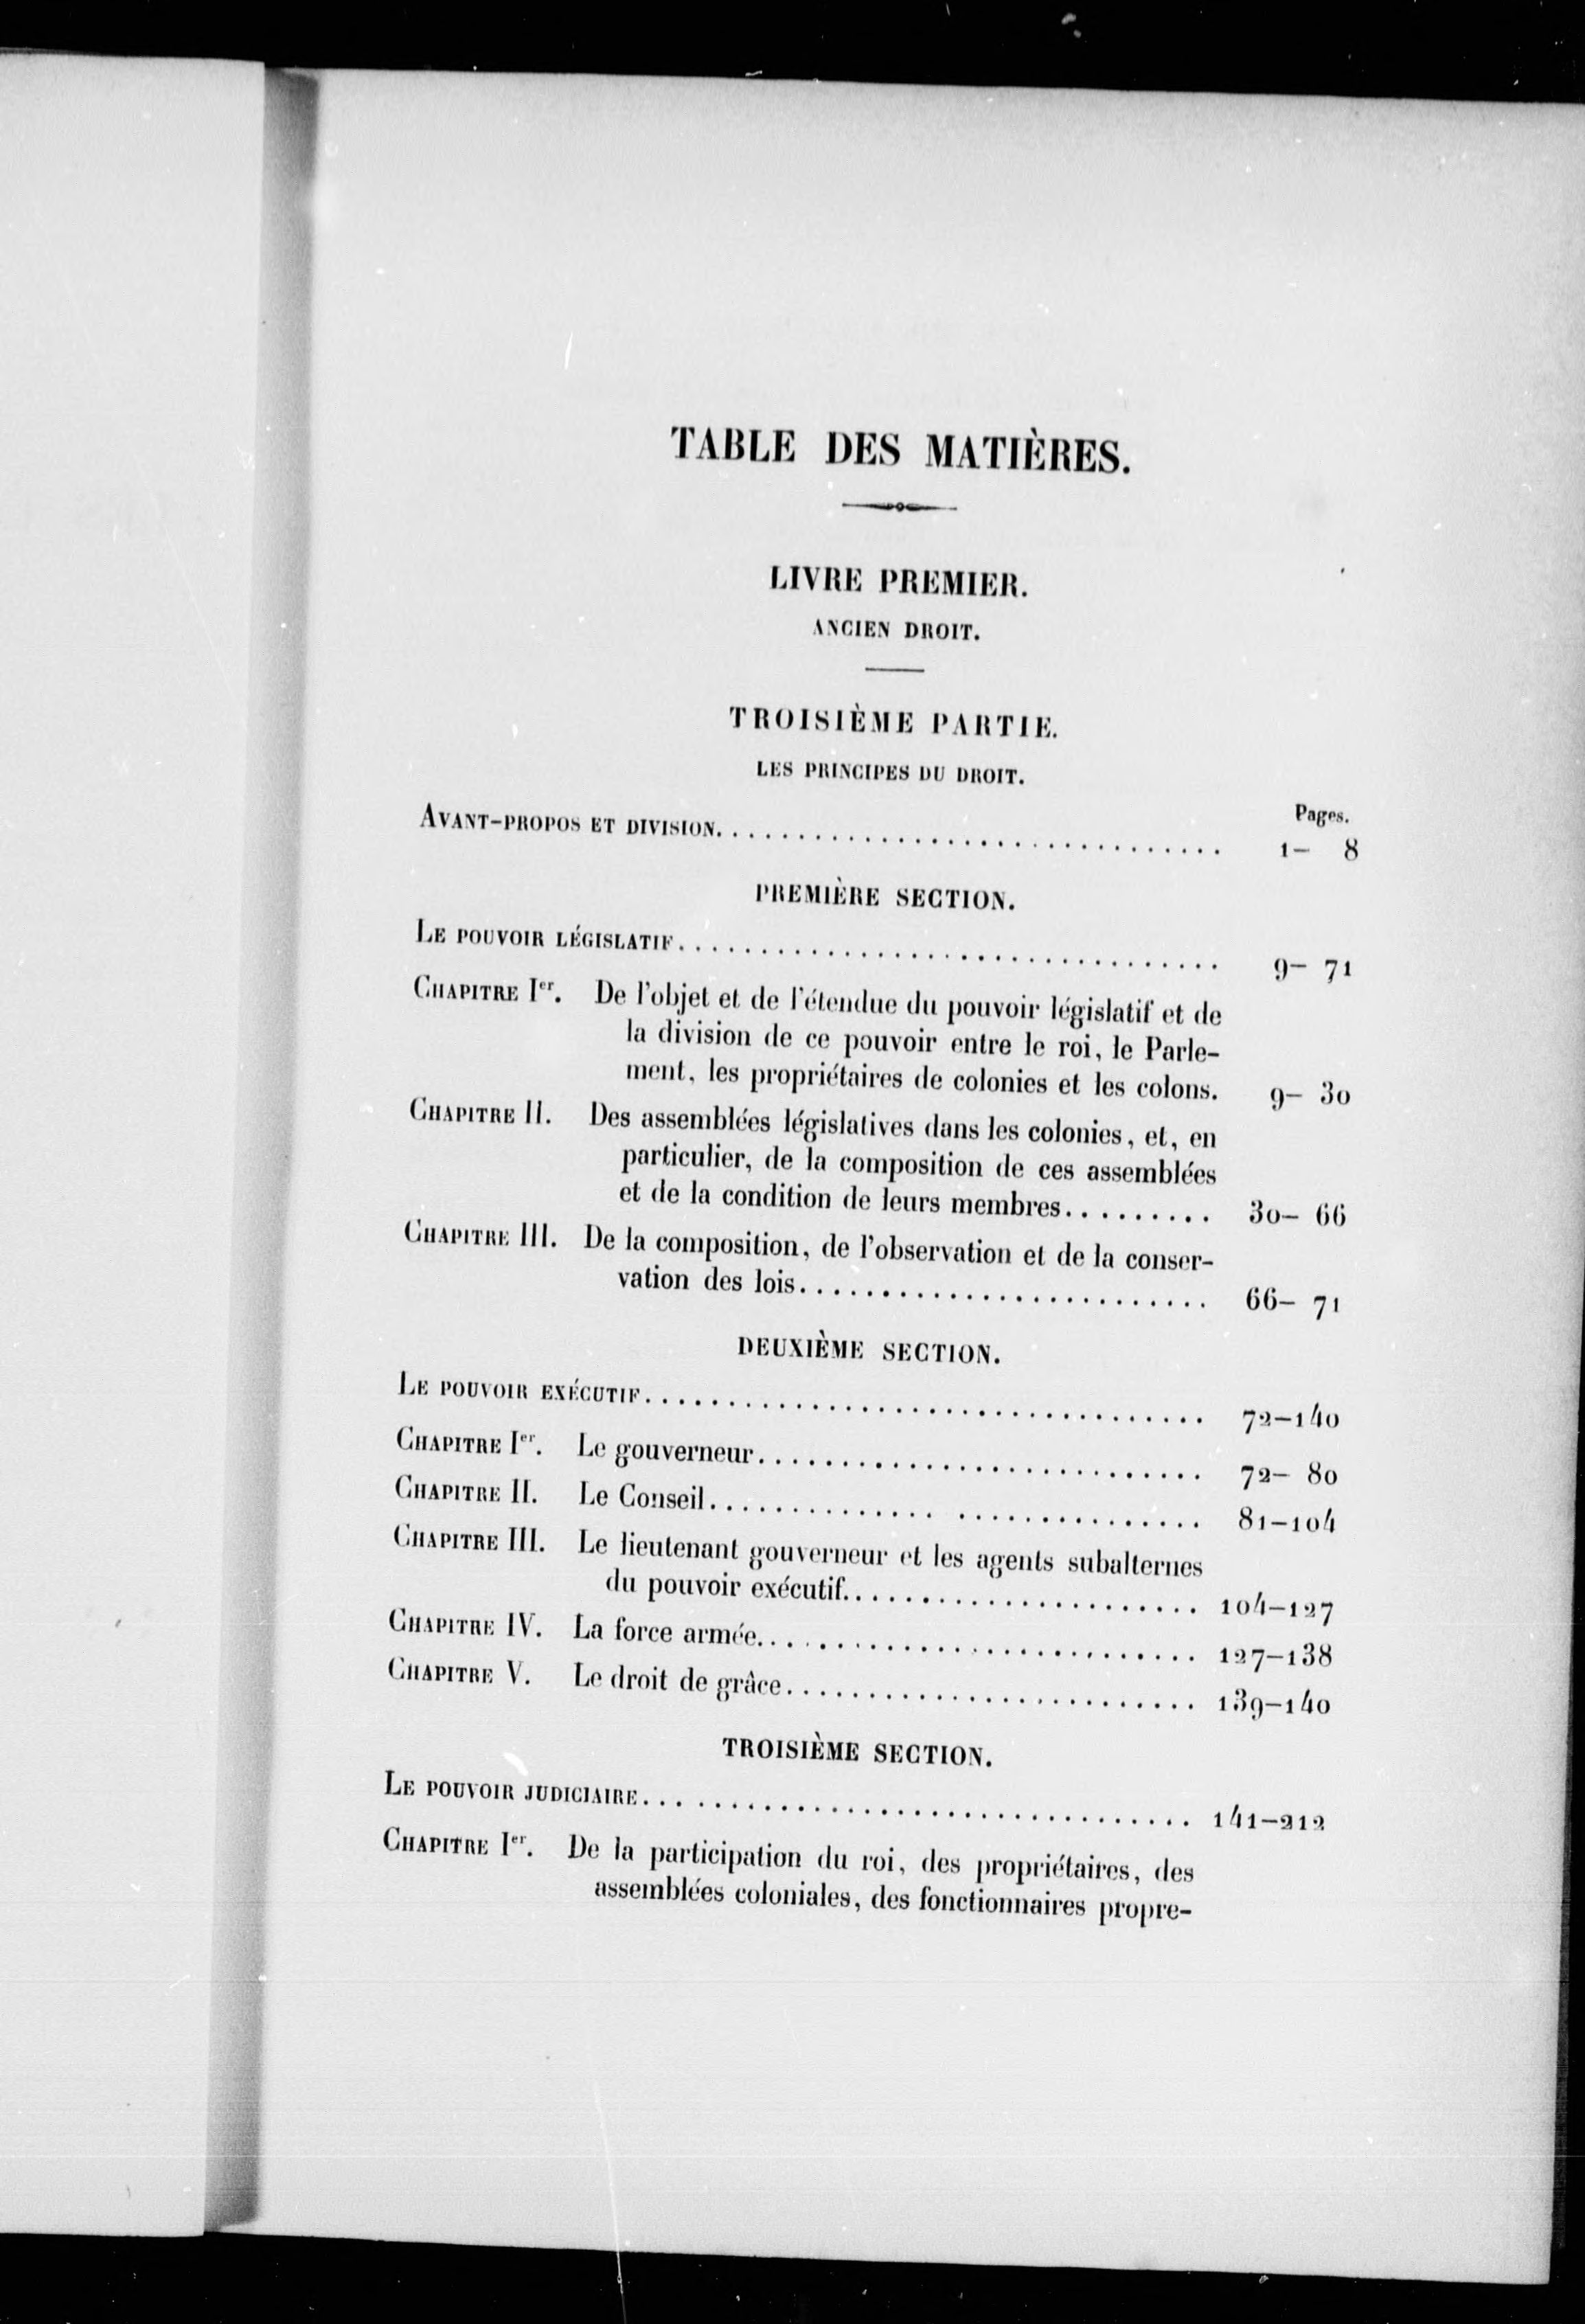 TABLE DES MATIÈRES.
LIVRE PREMIER.
ANCIEN DROIT.
TROISIÈME PARTIE.
LES PRINCIPES DU DROIT.
Pages.
AVANT-PROPOS ET DIVISION................................ 1– 8
PREMIÈRE SECTION.
LE POUVOIR LÉGISLATIF................................. 9– 71
CHAPITRE Ier. De l'objet et de l'étendue du pouvoir législatif et de
la division de ce pouvoir entre le roi, le Parle-
ment, les propriétaires de colonies et les colons. 9– 30
CHAPITRE II. Des assemblées législatives dans les colonies, et, en
particulier, de la composition de ces assemblées
et de la condition de leurs membres......... 30– 66
CHAPITRE III. De la composition, de l'observation et de la conser-
vation des lois......................... 66– 71
DEUXIÈME SECTION.
LE POUVOIR EXÉCUTIF.................................. 72–140
CHAPITRE Ier. Le gouverneur........................... 72– 80
CHAPITRE II. Le Conseil.............. ............... 81–104
CHAPITRE III. Le lieutenant gouverneur et les agents subalternes
du pouvoir exécutif...................... 104–127
CHAPITRE IV. La force armée.......................... 127–138
CHAPITRE V. Le droit de grâce......................... 139–140
TROISIÈME SECTION.
LE POUVOIR JUDICIAIRE................................. 141–212
CHAPITRE Ier. De la participation du roi, des propriétaires, des
assemblées coloniales, des fonctionnaires propre-